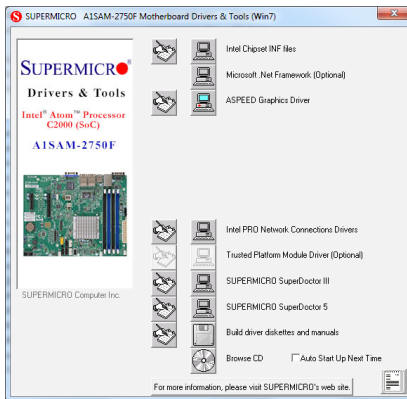 SUPERMICRO A1SAM-2750F Motherboard Drivers & Tools (Win7)
SUPERMICRO®
Drivers & Tools
Intel® Atom™ Processor
C2000 (SoC)
A1SAM-2750F
SUPERMICRO Computer Inc.
Intel Chipset INF files
Microsoft .Net Framework (Optional)
ASPEED Graphics Driver
Intel PRO Network Connections Drivers
Trusted Platform Module Driver (Optional)
SUPERMICRO SuperDoctor III
SUPERMICRO SuperDoctor 5
Build driver diskettes and manuals
Browse CD
Auto Start Up Next Time
For more information, please visit SUPERMICRO's web site.